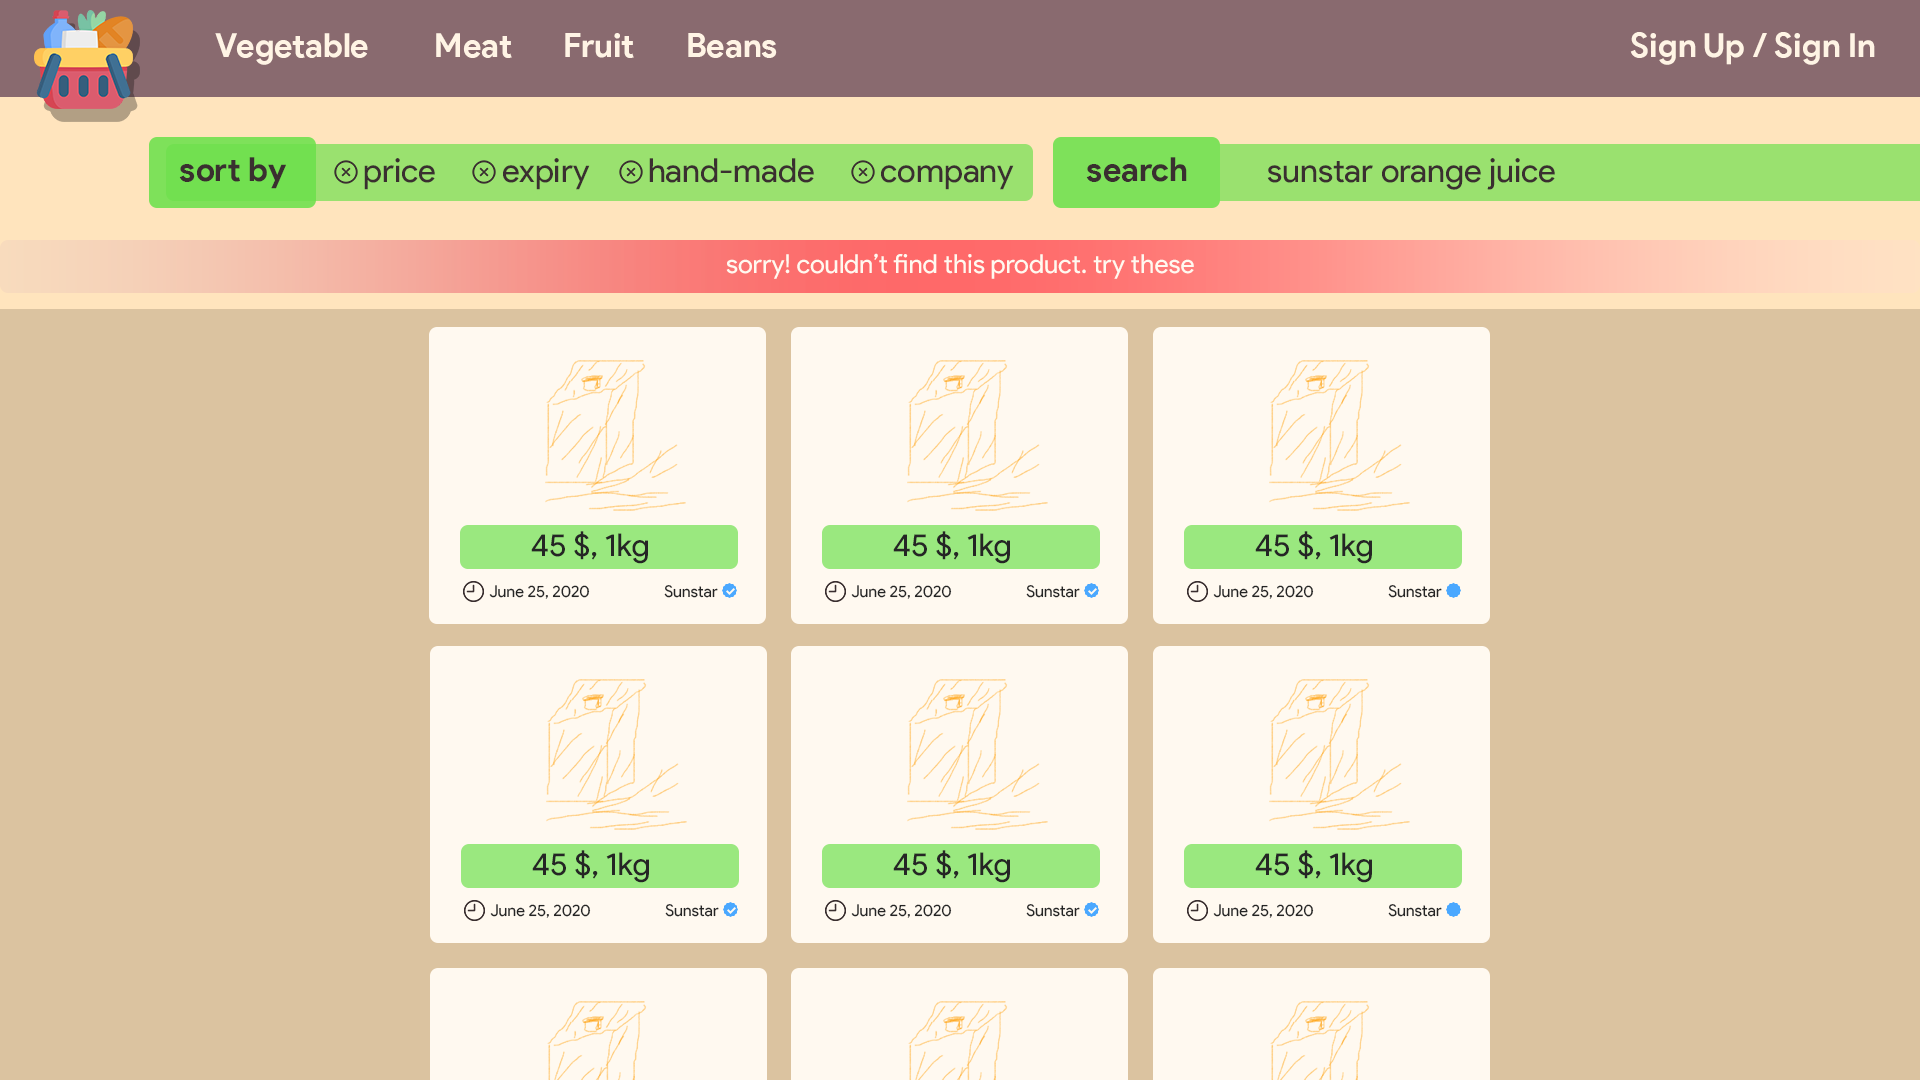 Vegetable Meat Fruit Beans Sign Up / Sign In
sort by price expiry hand-made company search sunstar orange juice
sorry! couldn’t find this product. try these
45 $, 1kg 45 $, 1kg 45 $, 1kg
June 25, 2020 Sunstar June 25, 2020 Sunstar June 25, 2020 Sunstar
45 $, 1kg 45 $, 1kg 45 $, 1kg
June 25, 2020 Sunstar June 25, 2020 Sunstar June 25, 2020 Sunstar